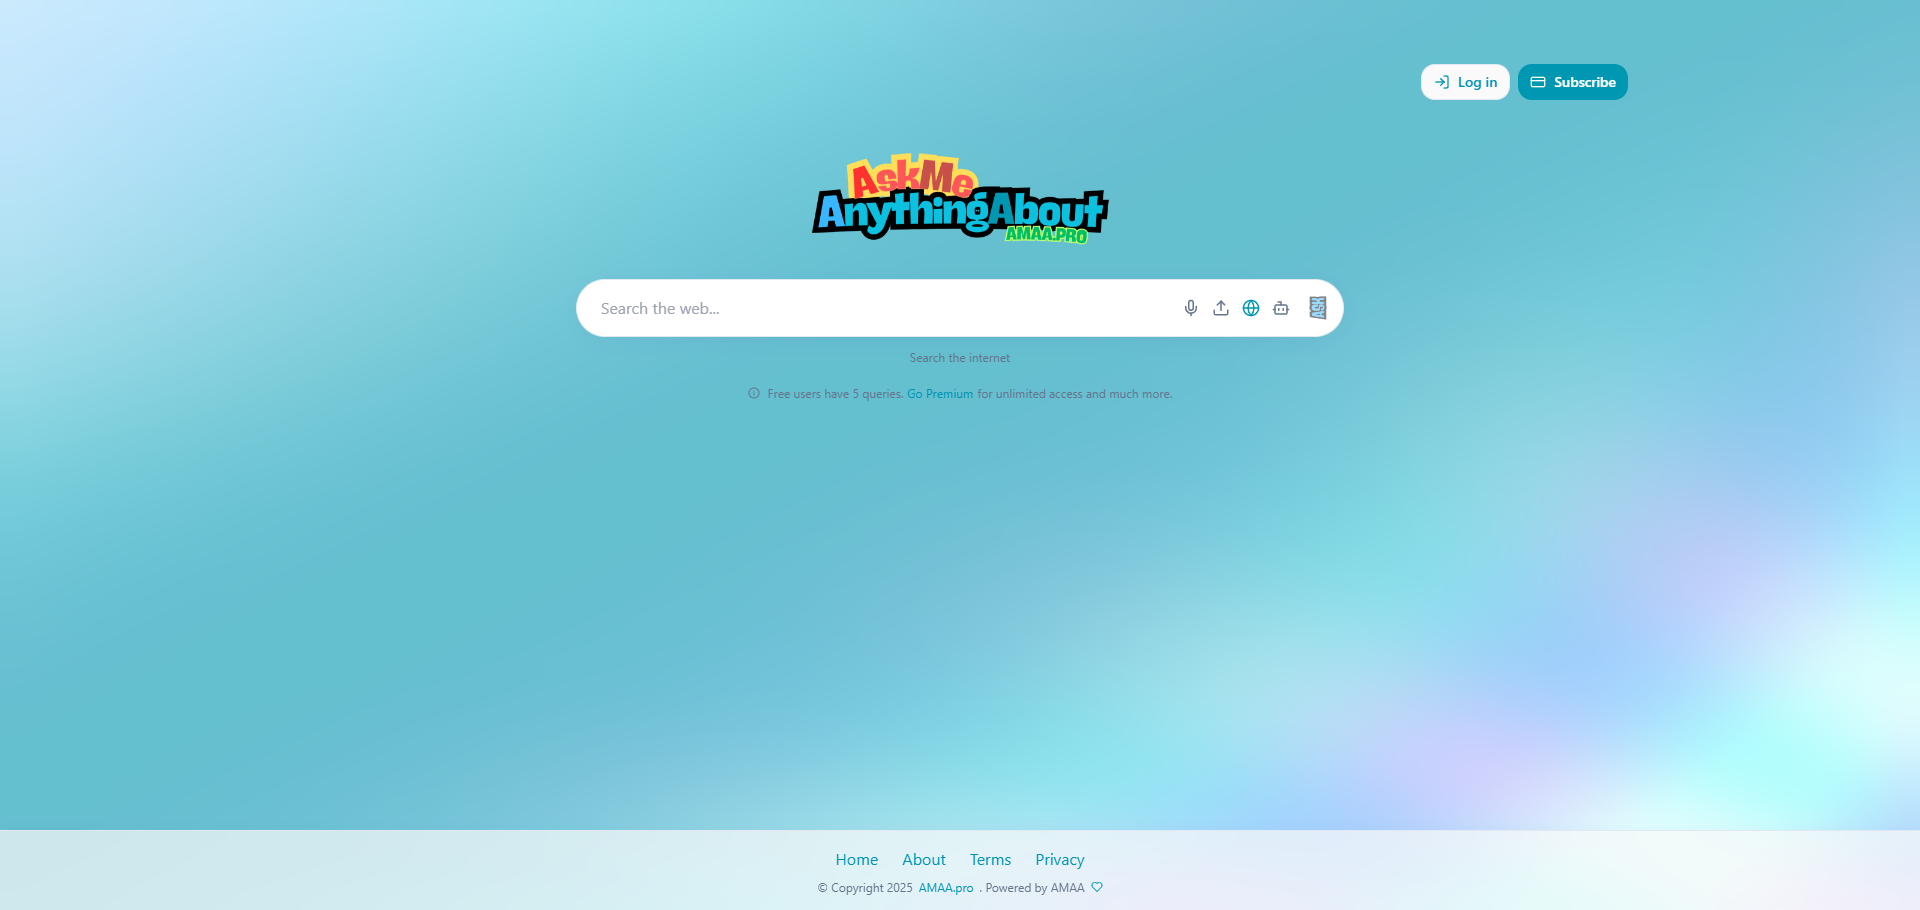 Log in
Subscribe
AskMe
AnythingAbout
AMAA.PRO
Search the web...
ASK
Search the internet
Free users have 5 queries. Go Premium for unlimited access and much more.
Home About Terms Privacy
© Copyright 2025 AMAA.pro . Powered by AMAA